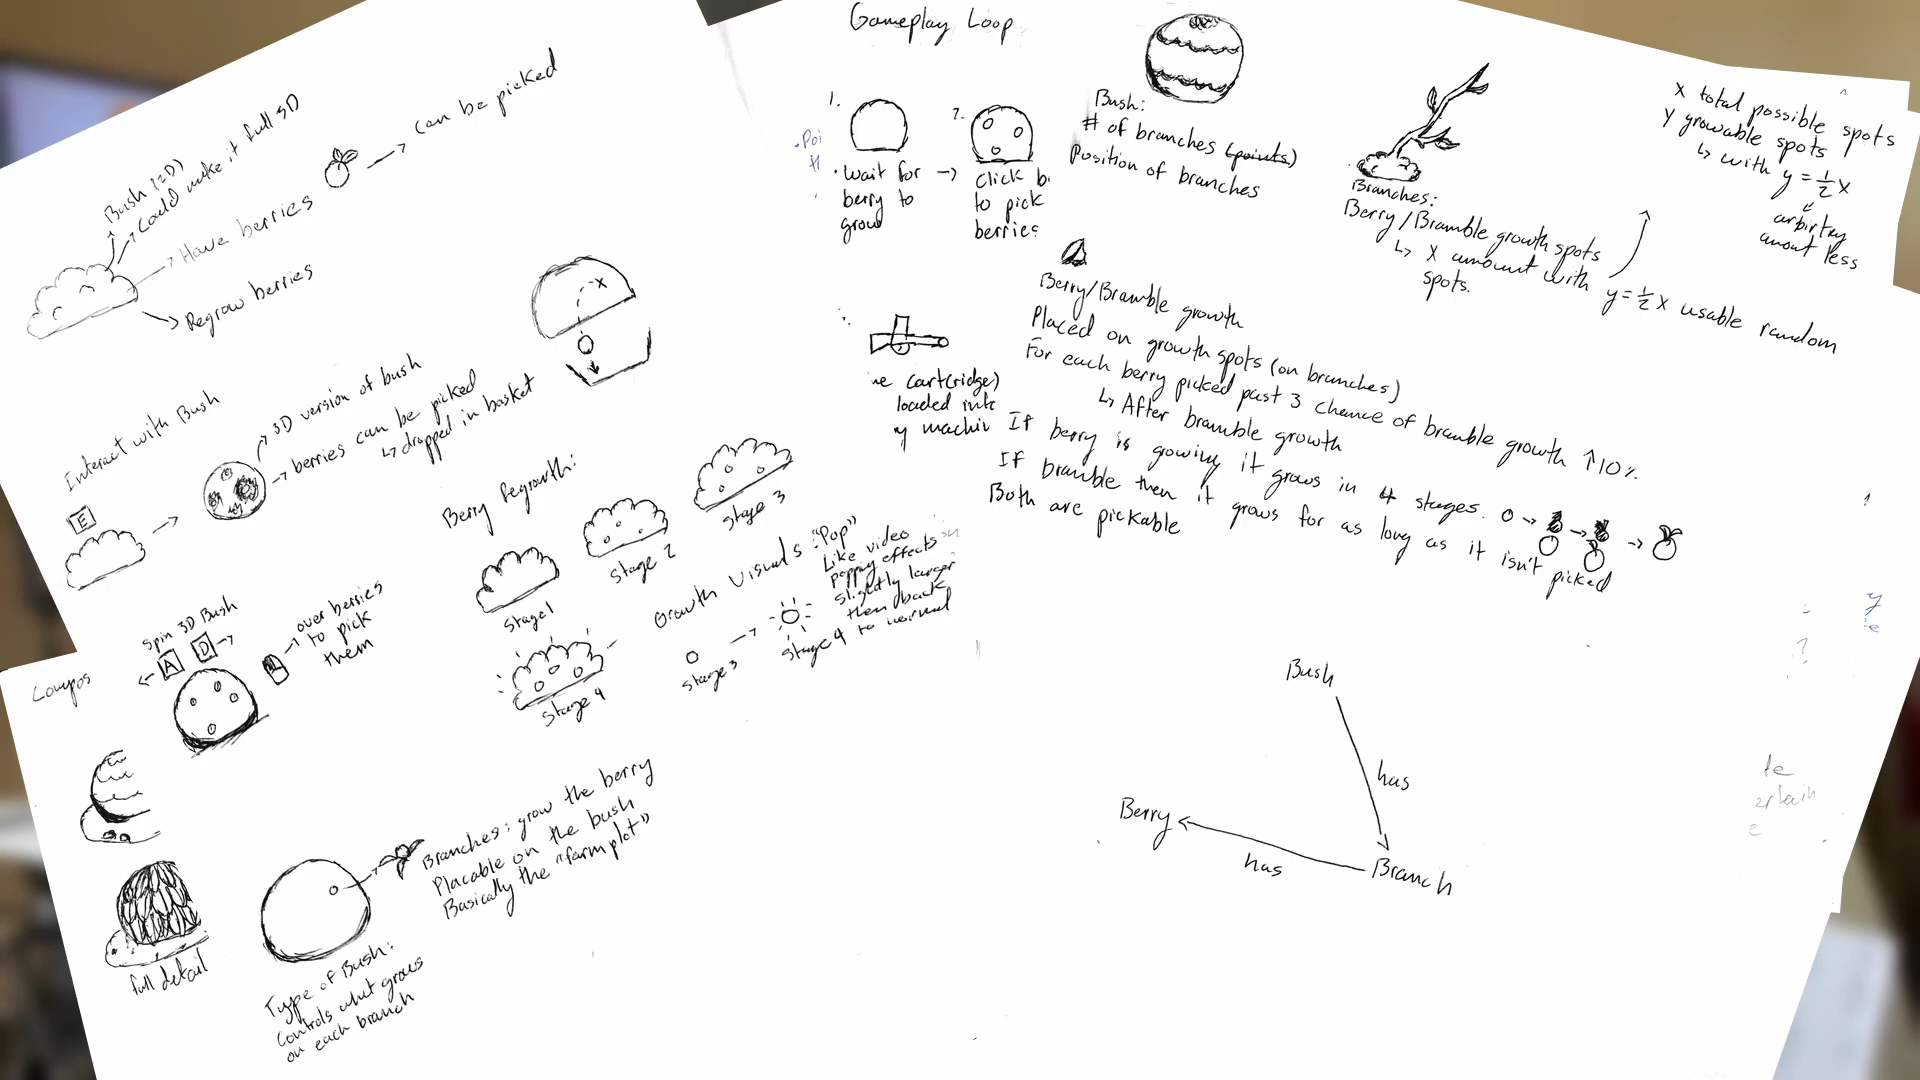 Bush (2D)
could make it full 3D
Have berries
can be picked
Regrow berries
Interact with Bush
E
3D version of bush
berries can be picked
↳ dropped in basket
Spin 3D Bush
A D
over berries
to pick
them
Berry Regrowth:
Stage 1
Stage 2
Stage 3
Stage 4
Growth Visuals:
"Pop"
Like video
popping effects
slightly larger
then back
to normal
Stage 3
Stage 4
full detail
Branches: grow the berry
Placable on the bush
Basically the "farm plot"
Type of Bush:
controls what grows
on each branch
Gameplay Loop
1.
· wait for
berry to
grow
2.
Click b
to pick
berries
cart(ridge)
loaded into
machin
Bush:
# of branches (points)
Position of branches
Branches:
Berry/Bramble growth spots
↳ X amount with y = 1/2 x usable random
spots.
X total possible spots
Y growable spots
↳ with y = 1/2 X
arbirtray
amout less
Berry/Bramble growth
Placed on growth spots (on branches)
For each berry picked past 3 chance of bramble growth ↑10%
↳ After bramble growth
If berry is growing it grows in 4 stages.
If bramble then it grows for as long as it isn't picked
Both are pickable
Bush
has
Branch
has
Berry